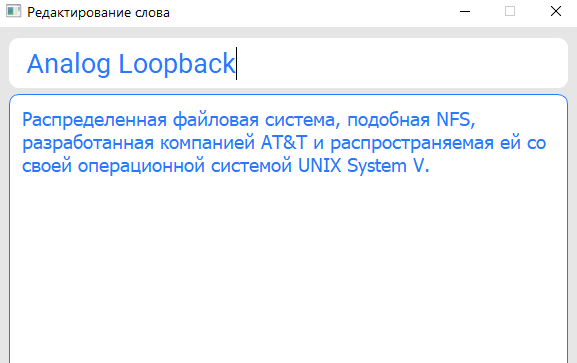 Редактирование слова
Analog Loopback
Распределенная файловая система, подобная NFS,
разработанная компанией AT&T и распространяемая ей со
своей операционной системой UNIX System V.